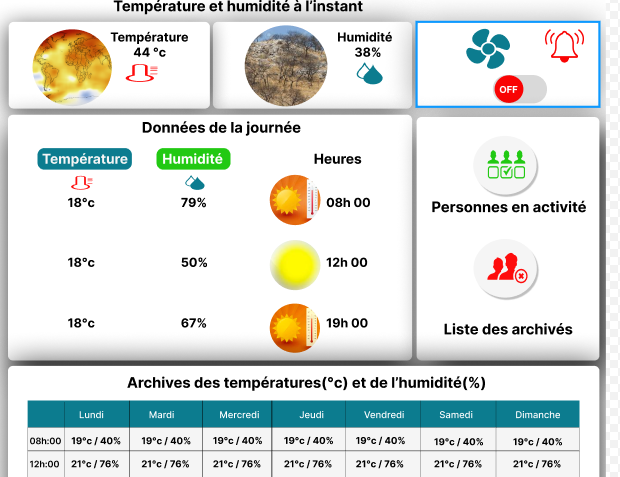 Température et humidité à l'instant
Température
44 °c
Humidité
38%
OFF
Données de la journée
Température Humidité Heures
18°c 79% 08h 00
18°c 50% 12h 00
18°c 67% 19h 00
Personnes en activité
Liste des archivés
Archives des températures(°c) et de l'humidité(%)
Lundi Mardi Mercredi Jeudi Vendredi Samedi Dimanche
08h:00 19°c / 40% 19°c / 40% 19°c / 40% 19°c / 40% 19°c / 40% 19°c / 40% 19°c / 40%
12h:00 21°c / 76% 21°c / 76% 21°c / 76% 21°c / 76% 21°c / 76% 21°c / 76% 21°c / 76%